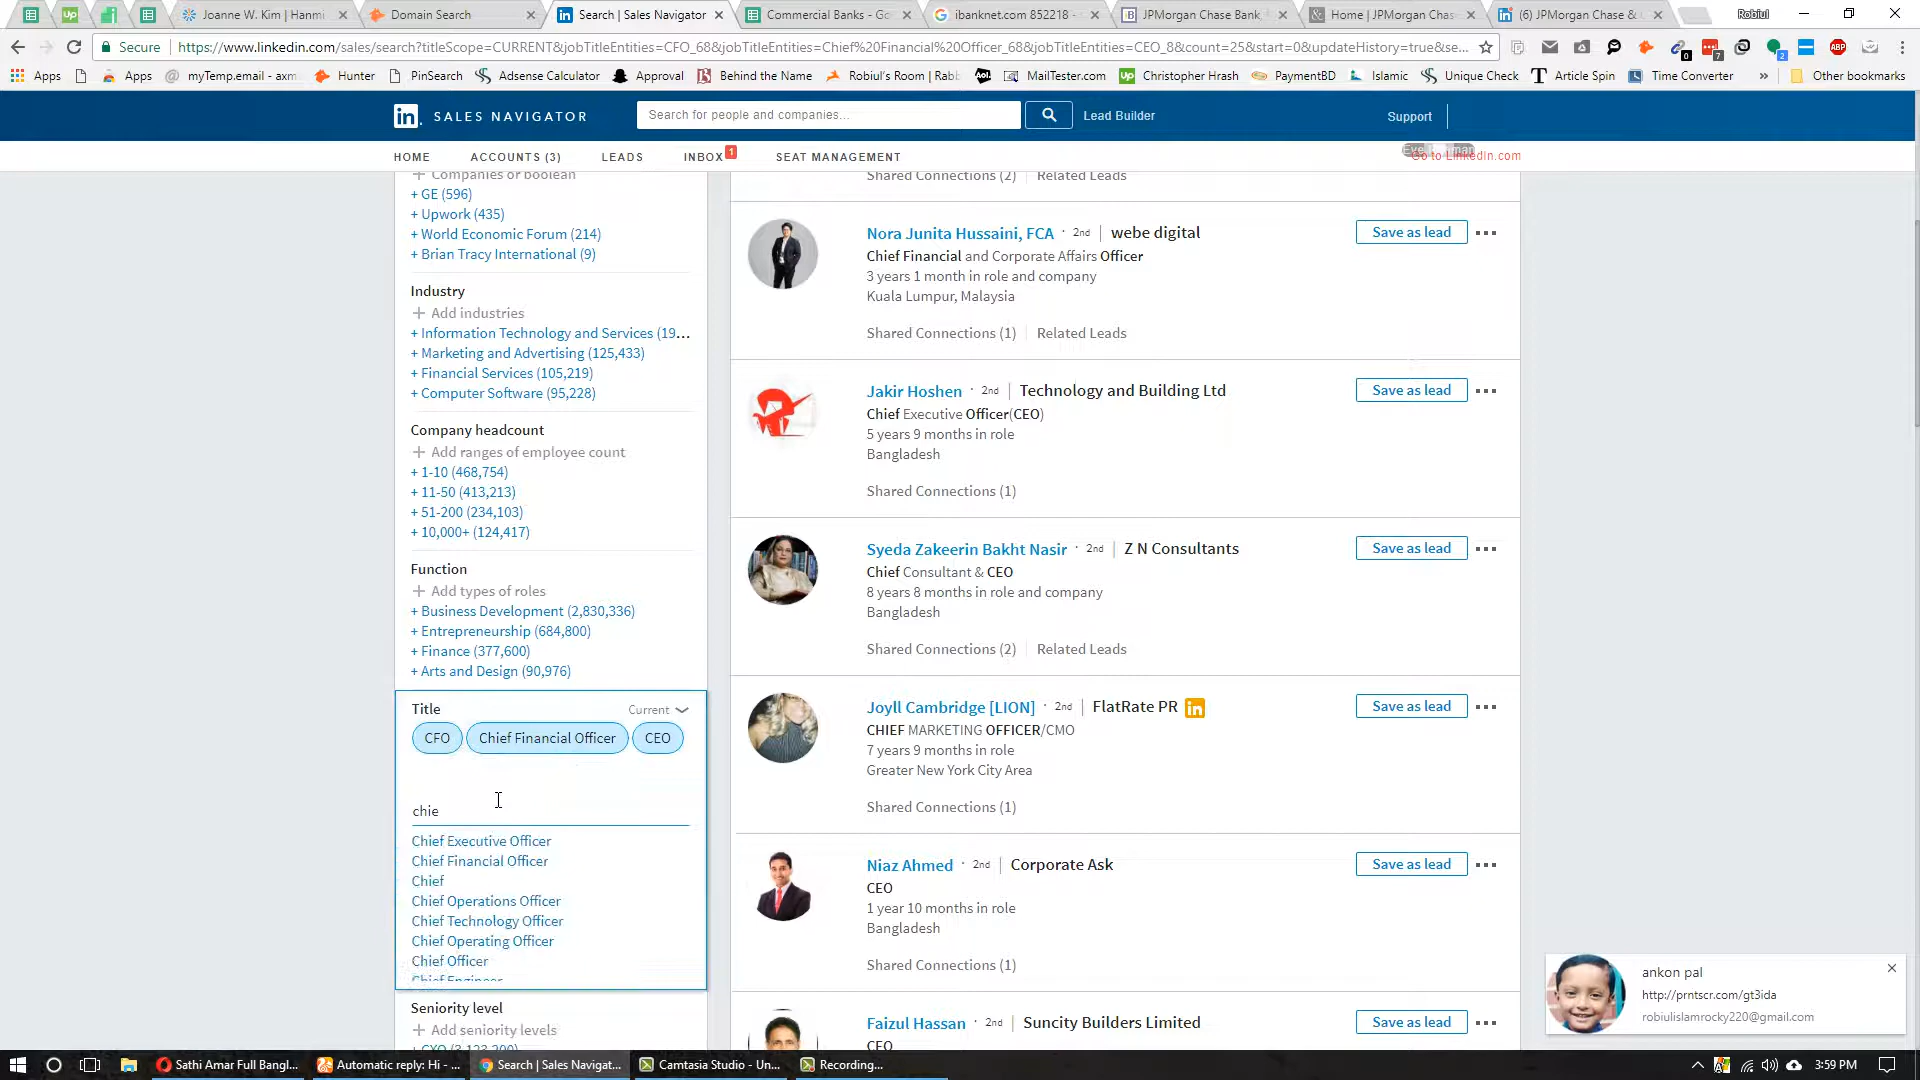 Joanne W. Kim | Hanmi
Domain Search
Search | Sales Navigator
Commercial Banks - Go
ibanknet.com 852218 -
JPMorgan Chase Bank,
Home | JPMorgan Chas
(6) JPMorgan Chase &
Robiul
Secure
https://www.linkedin.com/sales/search?titleScope=CURRENT&jobTitleEntities=CFO_68&jobTitleEntities=Chief%20Financial%20Officer_68&jobTitleEntities=CEO_8&count=25&start=0&updateHistory=true&se...
Apps
Apps
myTemp.email - axm
Hunter
PinSearch
Adsense Calculator
Approval
Behind the Name
Robiul's Room | Rabb
Aol.
MailTester.com
Christopher Hrash
PaymentBD
Islamic
Unique Check
Article Spin
Time Converter
»
Other bookmarks
in SALES NAVIGATOR
Search for people and companies...
Lead Builder
Support
HOME
ACCOUNTS (3)
LEADS
INBOX 1
SEAT MANAGEMENT
Go to LinkedIn.com
+ Companies or boolean
+ GE (596)
+ Upwork (435)
+ World Economic Forum (214)
+ Brian Tracy International (9)
Industry
+ Add industries
+ Information Technology and Services (19...
+ Marketing and Advertising (125,433)
+ Financial Services (105,219)
+ Computer Software (95,228)
Company headcount
+ Add ranges of employee count
+ 1-10 (468,754)
+ 11-50 (413,213)
+ 51-200 (234,103)
+ 10,000+ (124,417)
Function
+ Add types of roles
+ Business Development (2,830,336)
+ Entrepreneurship (684,800)
+ Finance (377,600)
+ Arts and Design (90,976)
Title
Current
CFO
Chief Financial Officer
CEO
chie
Chief Executive Officer
Chief Financial Officer
Chief
Chief Operations Officer
Chief Technology Officer
Chief Operating Officer
Chief Officer
Chief Engineer
Seniority level
+ Add seniority levels
+ CXO (3,123,200)
Shared Connections (2) | Related Leads
Nora Junita Hussaini, FCA · 2nd | webe digital
Chief Financial and Corporate Affairs Officer
3 years 1 month in role and company
Kuala Lumpur, Malaysia
Shared Connections (1) | Related Leads
Save as lead
Jakir Hoshen · 2nd | Technology and Building Ltd
Chief Executive Officer(CEO)
5 years 9 months in role
Bangladesh
Shared Connections (1)
Save as lead
Syeda Zakeerin Bakht Nasir · 2nd | Z N Consultants
Chief Consultant & CEO
8 years 8 months in role and company
Bangladesh
Shared Connections (2) | Related Leads
Save as lead
Joyll Cambridge [LION] · 2nd | FlatRate PR in
CHIEF MARKETING OFFICER/CMO
7 years 9 months in role
Greater New York City Area
Shared Connections (1)
Save as lead
Niaz Ahmed · 2nd | Corporate Ask
CEO
1 year 10 months in role
Bangladesh
Shared Connections (1)
Save as lead
Faizul Hassan · 2nd | Suncity Builders Limited
CEO
Save as lead
ankon pal
http://prntscr.com/gt3ida
robiulislamrocky220@gmail.com
Sathi Amar Full Bangl...
Automatic reply: Hi - ...
Search | Sales Navigat...
Camtasia Studio - Un...
Recording...
3:59 PM